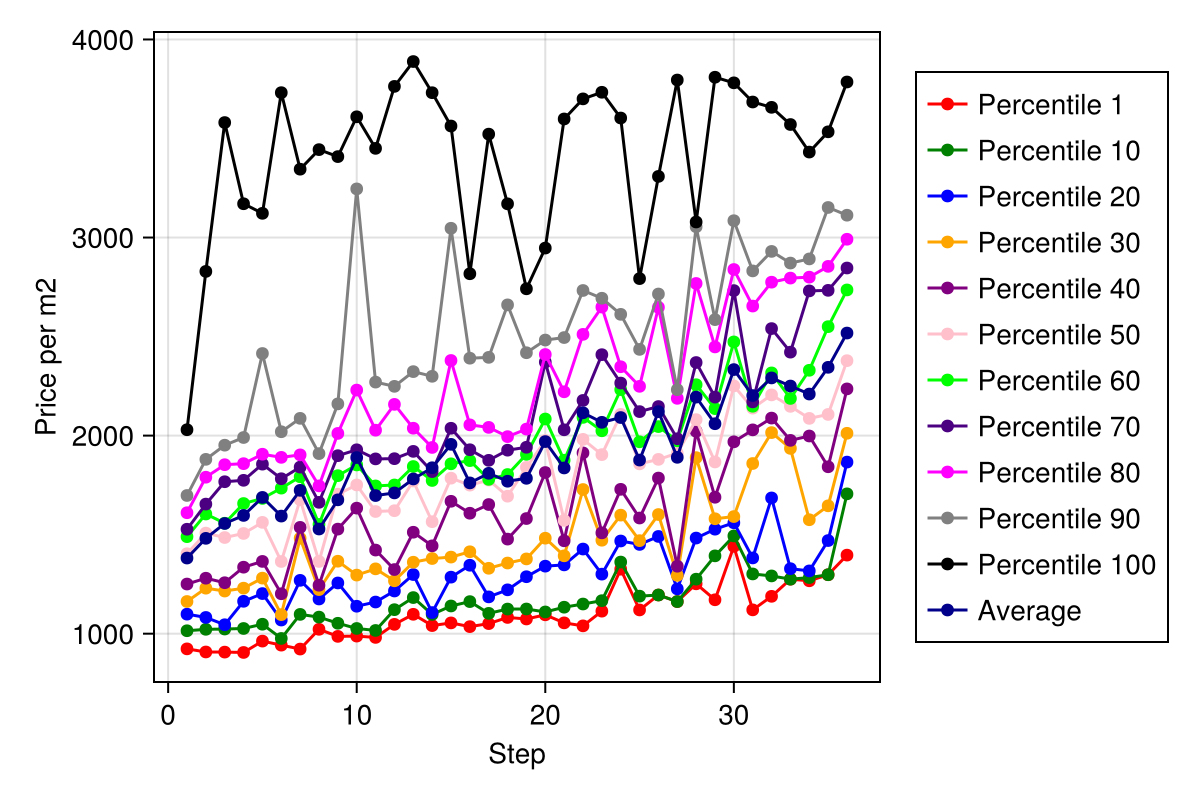 4000
3000
2000
1000
Price per m2
0 10 20 30
Step
Percentile 1
Percentile 10
Percentile 20
Percentile 30
Percentile 40
Percentile 50
Percentile 60
Percentile 70
Percentile 80
Percentile 90
Percentile 100
Average